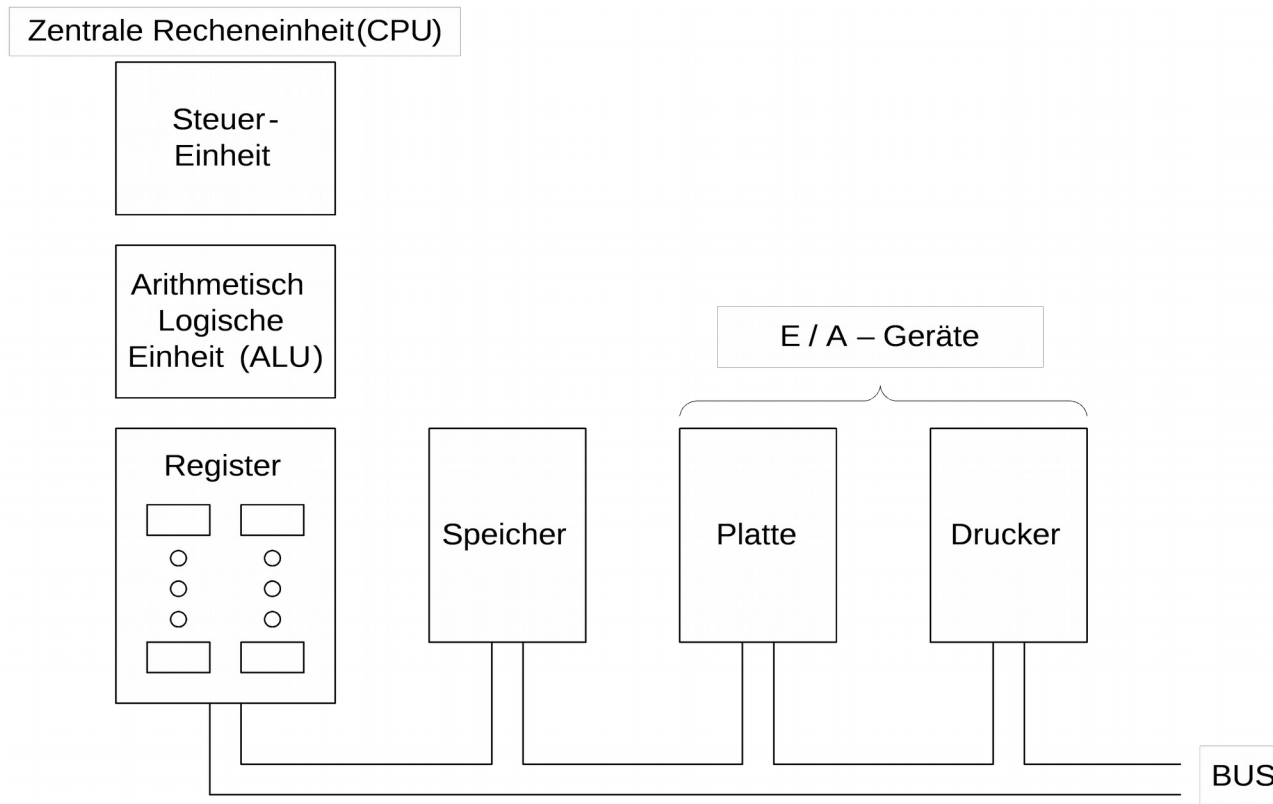 Zentrale Recheneinheit(CPU)
Steuer-
Einheit
Arithmetisch
Logische
Einheit (ALU)
E / A – Geräte
Register
Speicher
Platte
Drucker
BUS